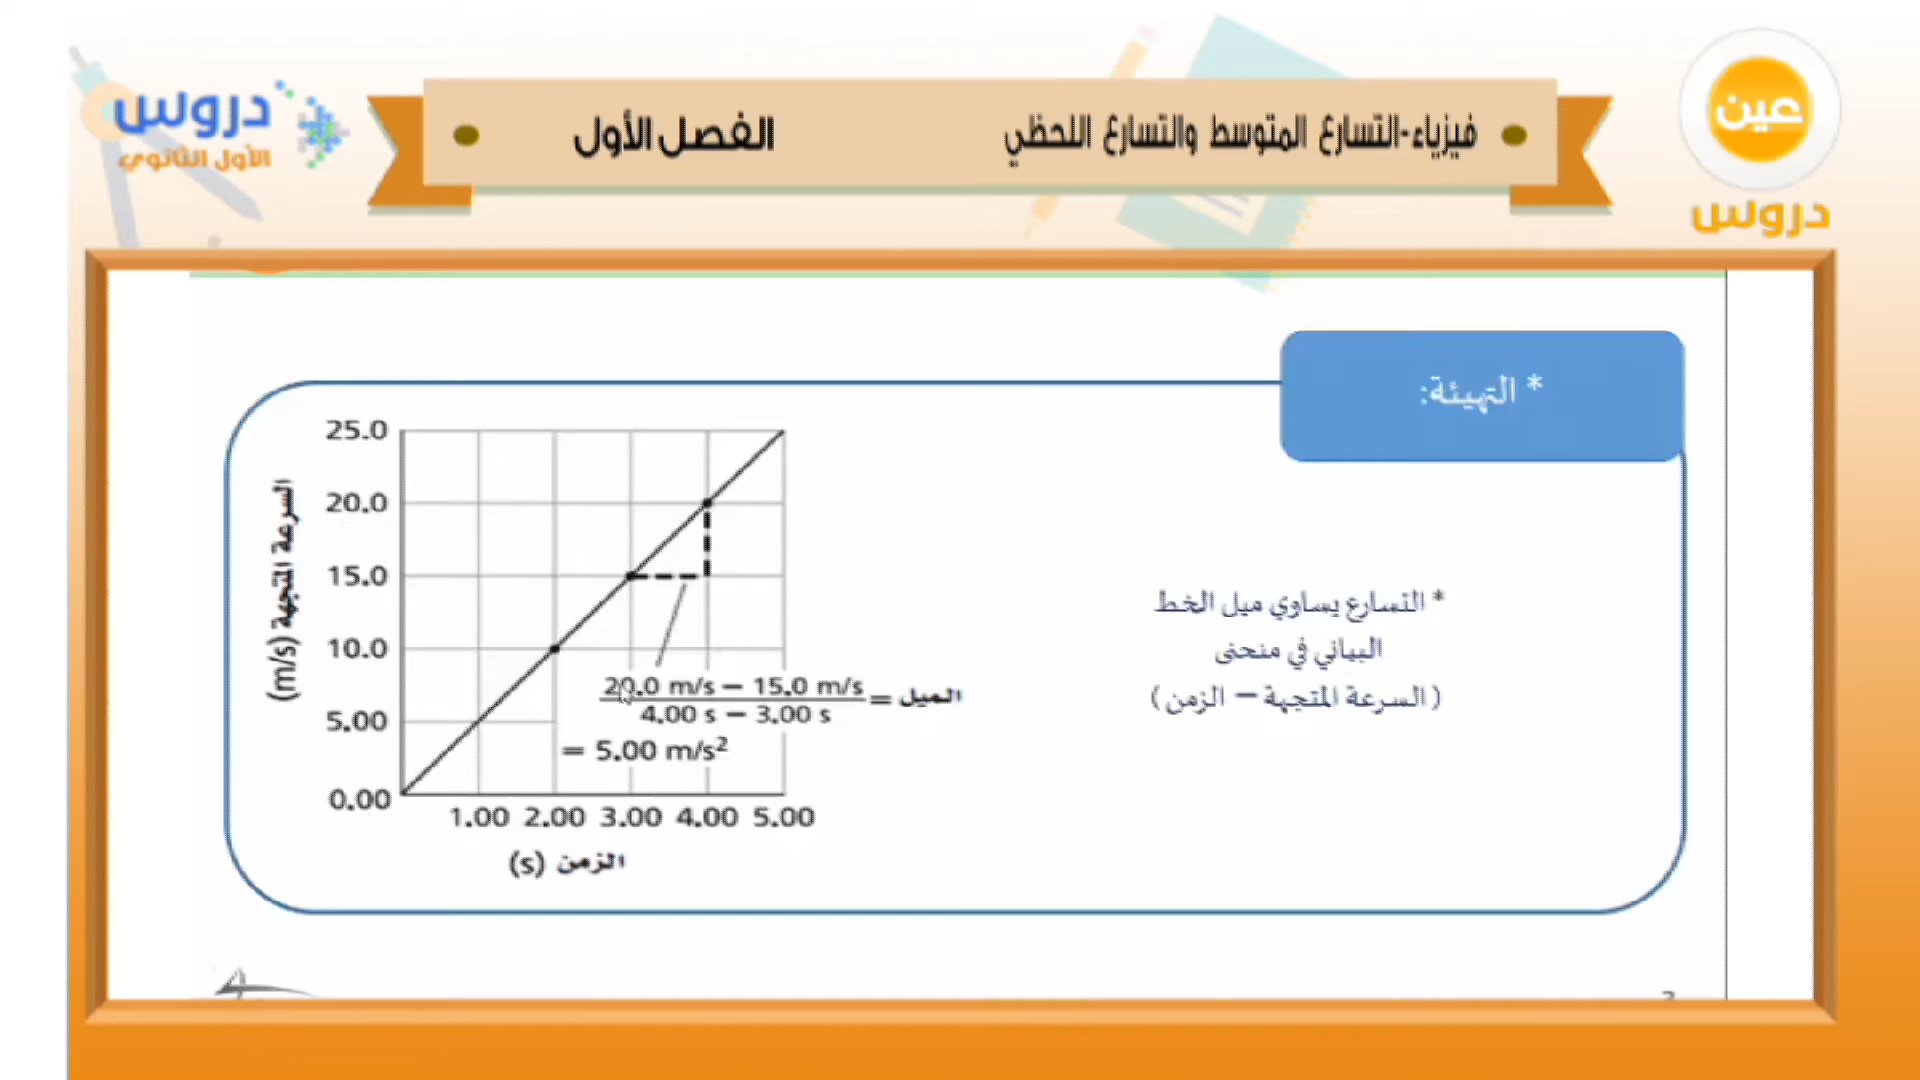 دروس
الأول الثانوي
فيزياء-التسارع المتوسط والتسارع اللحظي
الفصل الأول
عين
دروس
* التهيئة:
* التسارع يساوي ميل الخط
البياني في منحنى
(السرعة المتجهة – الزمن)
السرعة المتجهة (m/s)
25.0
20.0
15.0
10.0
5.00
0.00
1.00 2.00 3.00 4.00 5.00
الزمن (s)
الميل = 20.0 m/s – 15.0 m/s
4.00 s – 3.00 s
= 5.00 m/s²